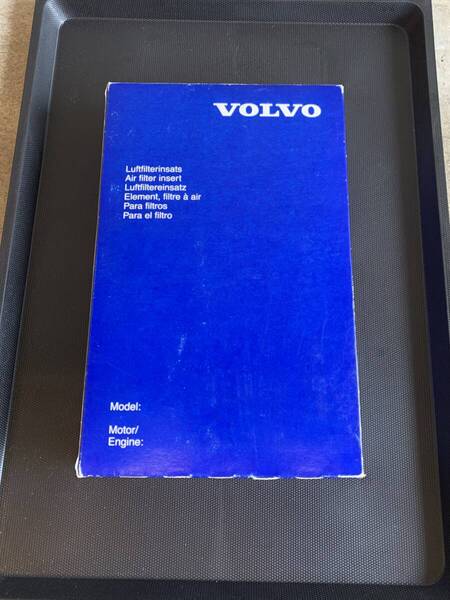 VOLVO
Luftfilterinsats
Air filter insert
Luftfiltereinsatz
Element, filtre à air
Para filtros
Para el filtro
Model:
Motor/
Engine: